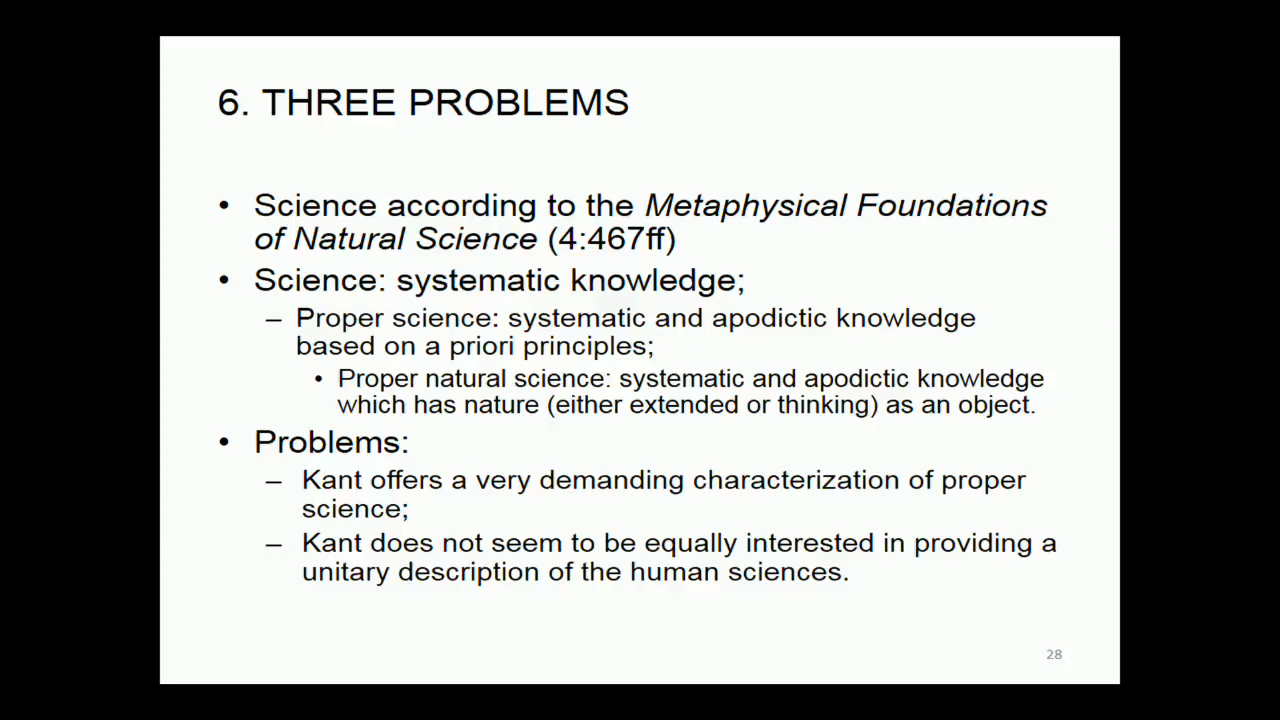 6. THREE PROBLEMS
• Science according to the Metaphysical Foundations
of Natural Science (4:467ff)
• Science: systematic knowledge;
– Proper science: systematic and apodictic knowledge
based on a priori principles;
• Proper natural science: systematic and apodictic knowledge
which has nature (either extended or thinking) as an object.
• Problems:
– Kant offers a very demanding characterization of proper
science;
– Kant does not seem to be equally interested in providing a
unitary description of the human sciences.
28